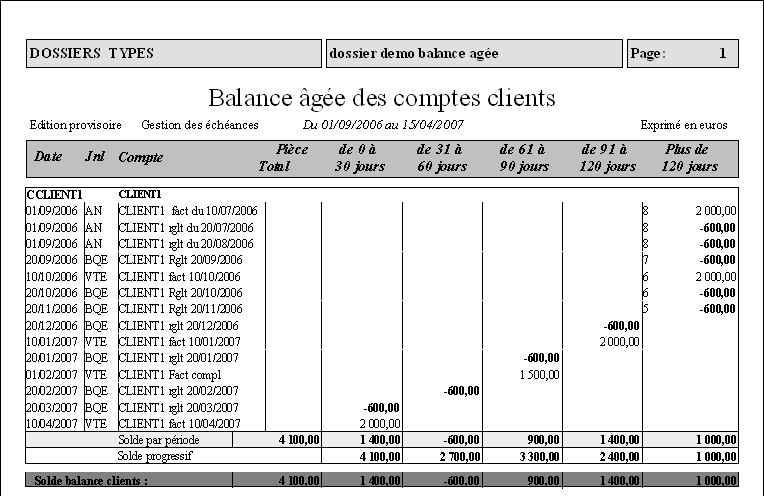 DOSSIERS TYPES dossier demo balance agée Page: 1
Balance âgée des comptes clients
Edition provisoire Gestion des échéances Du 01/09/2006 au 15/04/2007 Exprimé en euros
Date Jnl Compte Pièce Total de 0 à 30 jours de 31 à 60 jours de 61 à 90 jours de 91 à 120 jours Plus de 120 jours
CCLIENT1 CLIENT1
01/09/2006 AN CLIENT1 fact du 10/07/2006 8 2 000,00
01/09/2006 AN CLIENT1 rglt du 20/07/2006 8 -600,00
01/09/2006 AN CLIENT1 rglt du 20/08/2006 8 -600,00
20/09/2006 BQE CLIENT1 Rglt 20/09/2006 7 -600,00
10/10/2006 VTE CLIENT1 fact 10/10/2006 6 2 000,00
20/10/2006 BQE CLIENT1 Rglt 20/10/2006 6 -600,00
20/11/2006 BQE CLIENT1 Rglt 20/11/2006 5 -600,00
20/12/2006 BQE CLIENT1 rglt 20/12/2006 -600,00
10/01/2007 VTE CLIENT1 fact 10/01/2007 2 000,00
20/01/2007 BQE CLIENT1 rglt 20/01/2007 -600,00
01/02/2007 VTE CLIENT1 Fact compl 1 500,00
20/02/2007 BQE CLIENT1 rglt 20/02/2007 -600,00
20/03/2007 BQE CLIENT1 rglt 20/03/2007 -600,00
10/04/2007 VTE CLIENT1 fact 10/04/2007 2 000,00
Solde par période 4 100,00 1 400,00 -600,00 900,00 1 400,00 1 000,00
Solde progressif 4 100,00 2 700,00 3 300,00 2 400,00 1 000,00
Solde balance clients : 4 100,00 1 400,00 -600,00 900,00 1 400,00 1 000,00